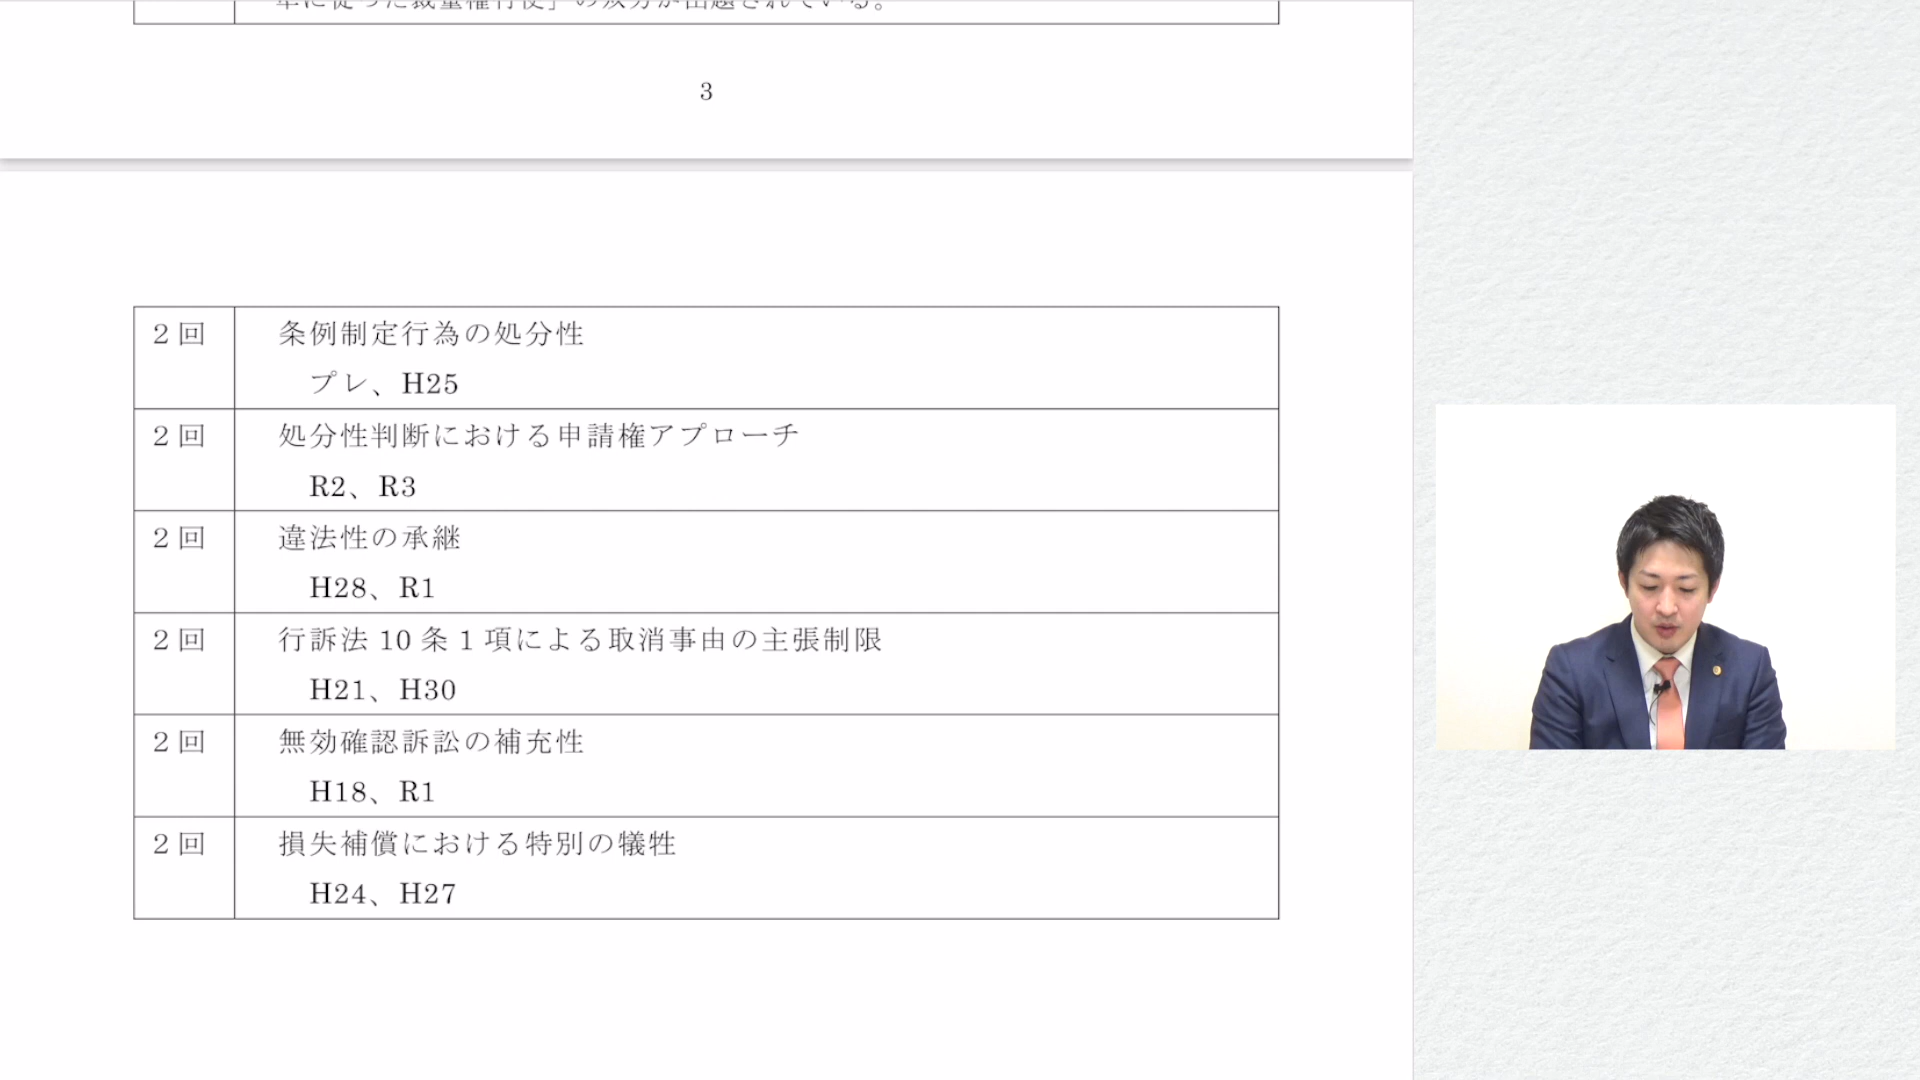 3
2回 条例制定行為の処分性
プレ、H25
2回 処分性判断における申請権アプローチ
R2、R3
2回 違法性の承継
H28、R1
2回 行訴法 10 条 1 項による取消事由の主張制限
H21、H30
2回 無効確認訴訟の補充性
H18、R1
2回 損失補償における特別の犠牲
H24、H27